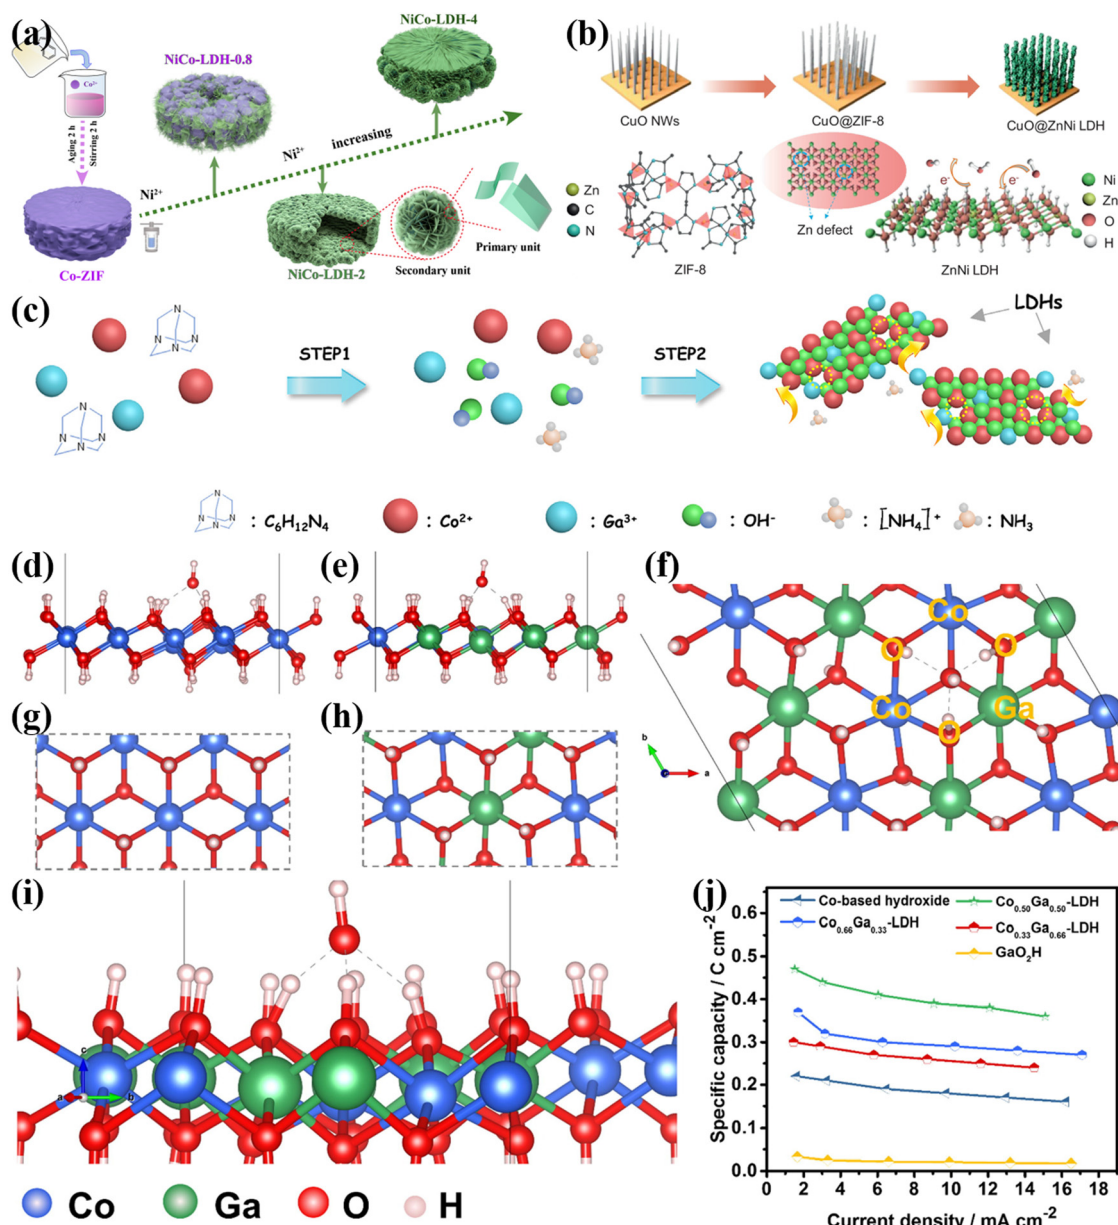 (a)
NiCo-LDH-4
NiCo-LDH-0.8
Co²⁺
Aging 2 h
Stirring 2 h
Ni²⁺
Ni²⁺ increasing
Co-ZIF
NiCo-LDH-2
Secondary unit
Primary unit
(b)
CuO NWs
CuO@ZIF-8
CuO@ZnNi LDH
Zn
C
N
ZIF-8
Zn defect
e⁻
e⁻
ZnNi LDH
Ni
Zn
O
H
(c)
N
N
N
N
N
N
N
N
STEP1
STEP2
LDHs
N
N
N
N
: C₆H₁₂N₄
: Co²⁺
: Ga³⁺
: OH⁻
: [NH₄]⁺
: NH₃
(d)
(e)
(f)
Co
O
O
Co
Ga
O
b
a
(g)
(h)
(i)
c
a
b
Co
Ga
O
H
(j)
Co-based hydroxide
Co₀.₆₆Ga₀.₃₃-LDH
Co₀.₅₀Ga₀.₅₀-LDH
Co₀.₃₃Ga₀.₆₆-LDH
GaO₂H
Specific capacity / C cm⁻²
0.6
0.5
0.4
0.3
0.2
0.1
0.0
0 2 4 6 8 10 12 14 16 18
Current density / mA cm⁻²